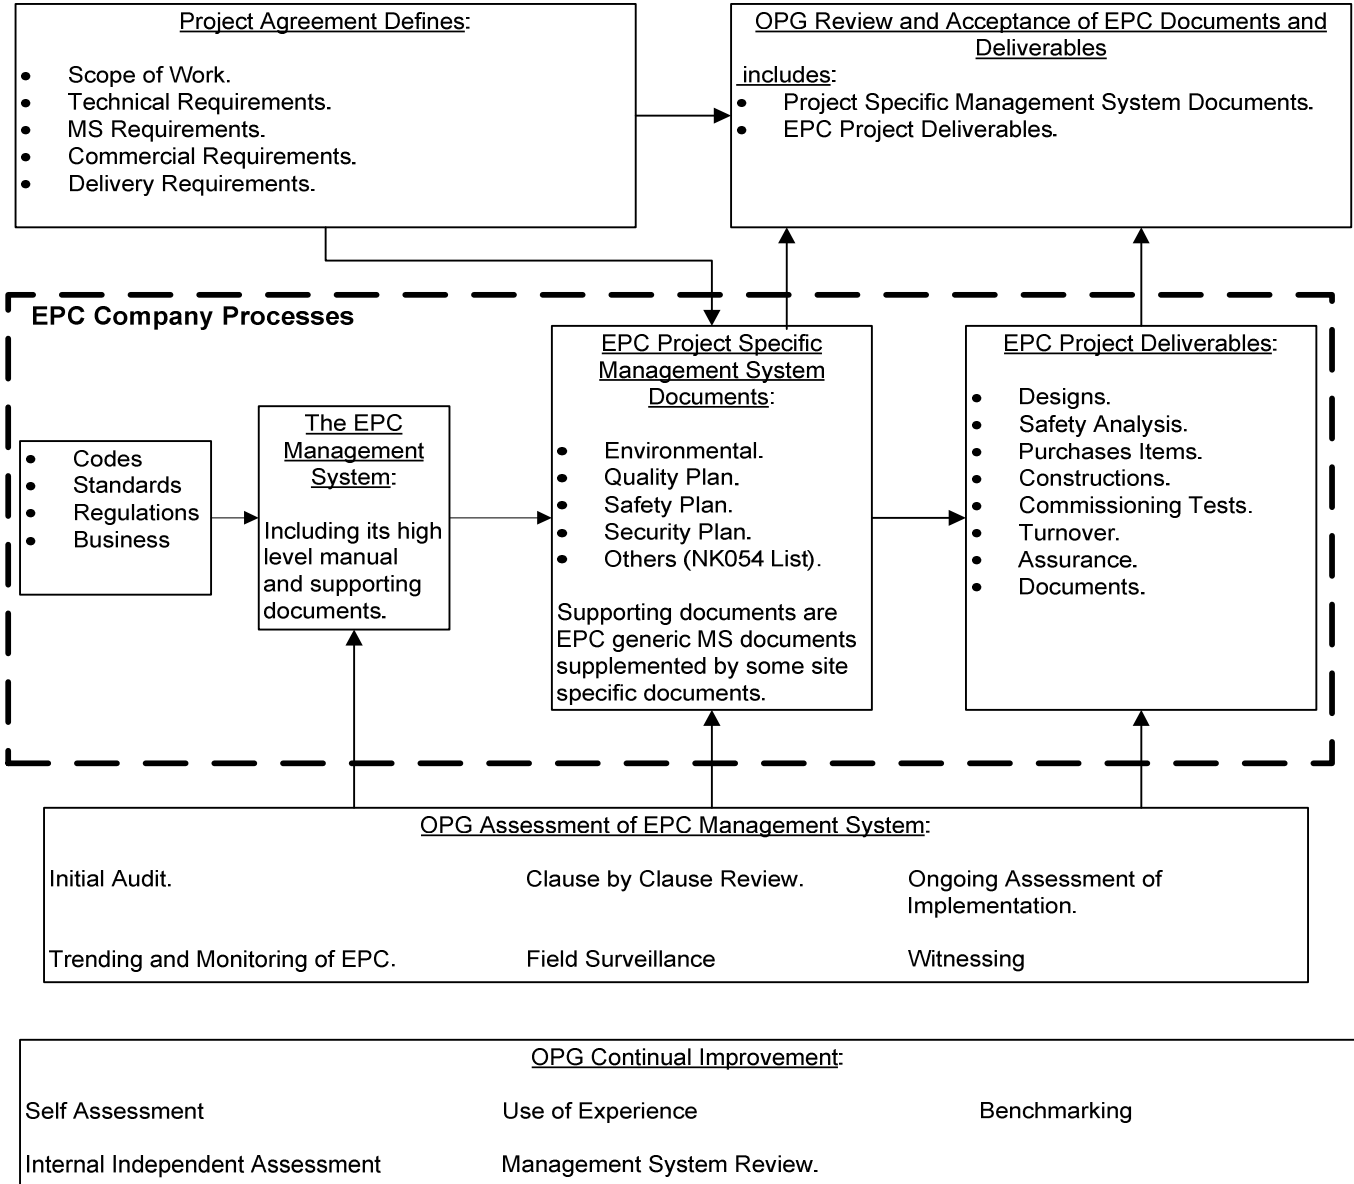 Project Agreement Defines:
• Scope of Work.
• Technical Requirements.
• MS Requirements.
• Commercial Requirements.
• Delivery Requirements.
OPG Review and Acceptance of EPC Documents and
Deliverables
includes:
• Project Specific Management System Documents.
• EPC Project Deliverables.
EPC Company Processes
• Codes
• Standards
• Regulations
• Business
The EPC
Management
System:
Including its high
level manual
and supporting
documents.
EPC Project Specific
Management System
Documents:
• Environmental.
• Quality Plan.
• Safety Plan.
• Security Plan.
• Others (NK054 List).
Supporting documents are
EPC generic MS documents
supplemented by some site
specific documents.
EPC Project Deliverables:
• Designs.
• Safety Analysis.
• Purchases Items.
• Constructions.
• Commissioning Tests.
• Turnover.
• Assurance.
• Documents.
OPG Assessment of EPC Management System:
Initial Audit.
Clause by Clause Review.
Ongoing Assessment of
Implementation.
Trending and Monitoring of EPC.
Field Surveillance
Witnessing
OPG Continual Improvement:
Self Assessment
Use of Experience
Benchmarking
Internal Independent Assessment
Management System Review.